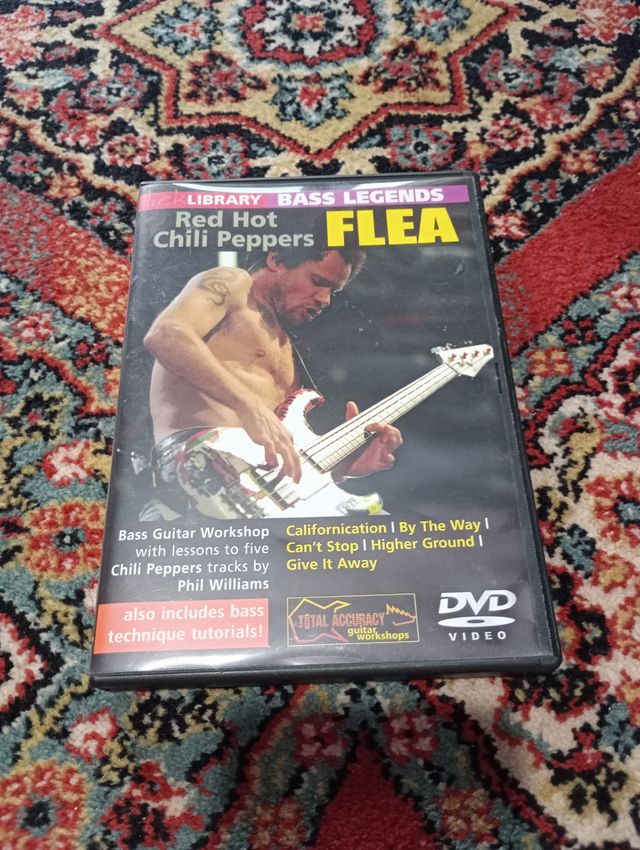 lickLIBRARY BASS LEGENDS
Red Hot
Chili Peppers
FLEA
Bass Guitar Workshop
with lessons to five
Chili Peppers tracks by
Phil Williams
Californication | By The Way |
Can't Stop | Higher Ground |
Give It Away
also includes bass
technique tutorials!
TOTAL ACCURACY
guitar
workshops
DVD
VIDEO